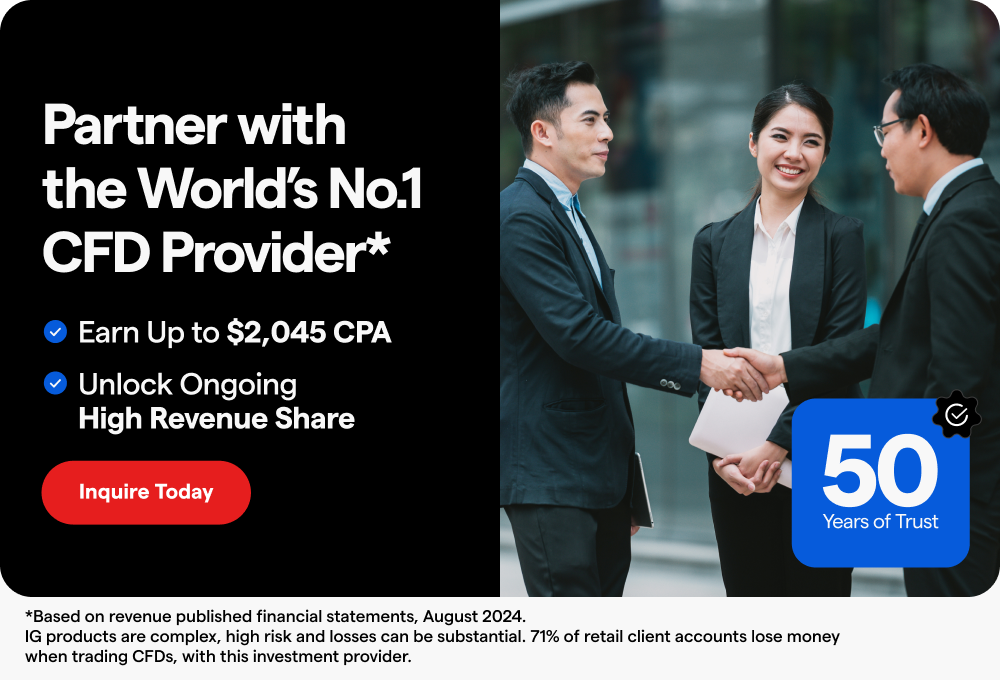 Partner with
the World's No.1
CFD Provider*
Earn Up to $2,045 CPA
Unlock Ongoing
High Revenue Share
Inquire Today
50
Years of Trust
*Based on revenue published financial statements, August 2024.
IG products are complex, high risk and losses can be substantial. 71% of retail client accounts lose money
when trading CFDs, with this investment provider.